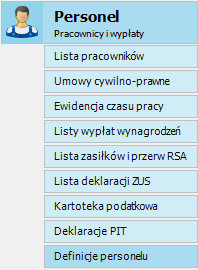 Personel
Pracownicy i wypłaty
Lista pracowników
Umowy cywilno-prawne
Ewidencja czasu pracy
Listy wypłat wynagrodzeń
Lista zasiłków i przerw RSA
Lista deklaracji ZUS
Kartoteka podatkowa
Deklaracje PIT
Definicje personelu